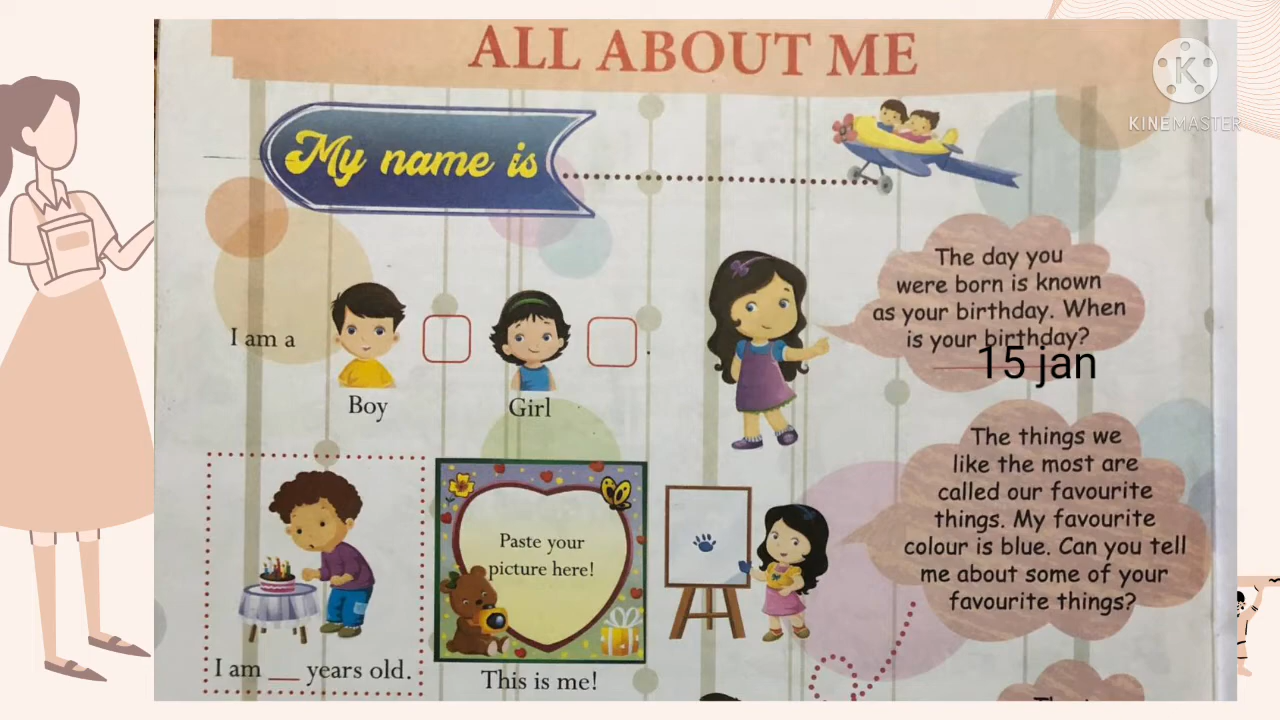 ALL ABOUT ME
KINEMASTER
My name is
The day you
were born is known
as your birthday. When
is your birthday?
15 jan
I am a
Boy
Girl
The things we
like the most are
called our favourite
things. My favourite
colour is blue. Can you tell
me about some of your
favourite things?
Paste your
picture here!
I am __ years old.
This is me!